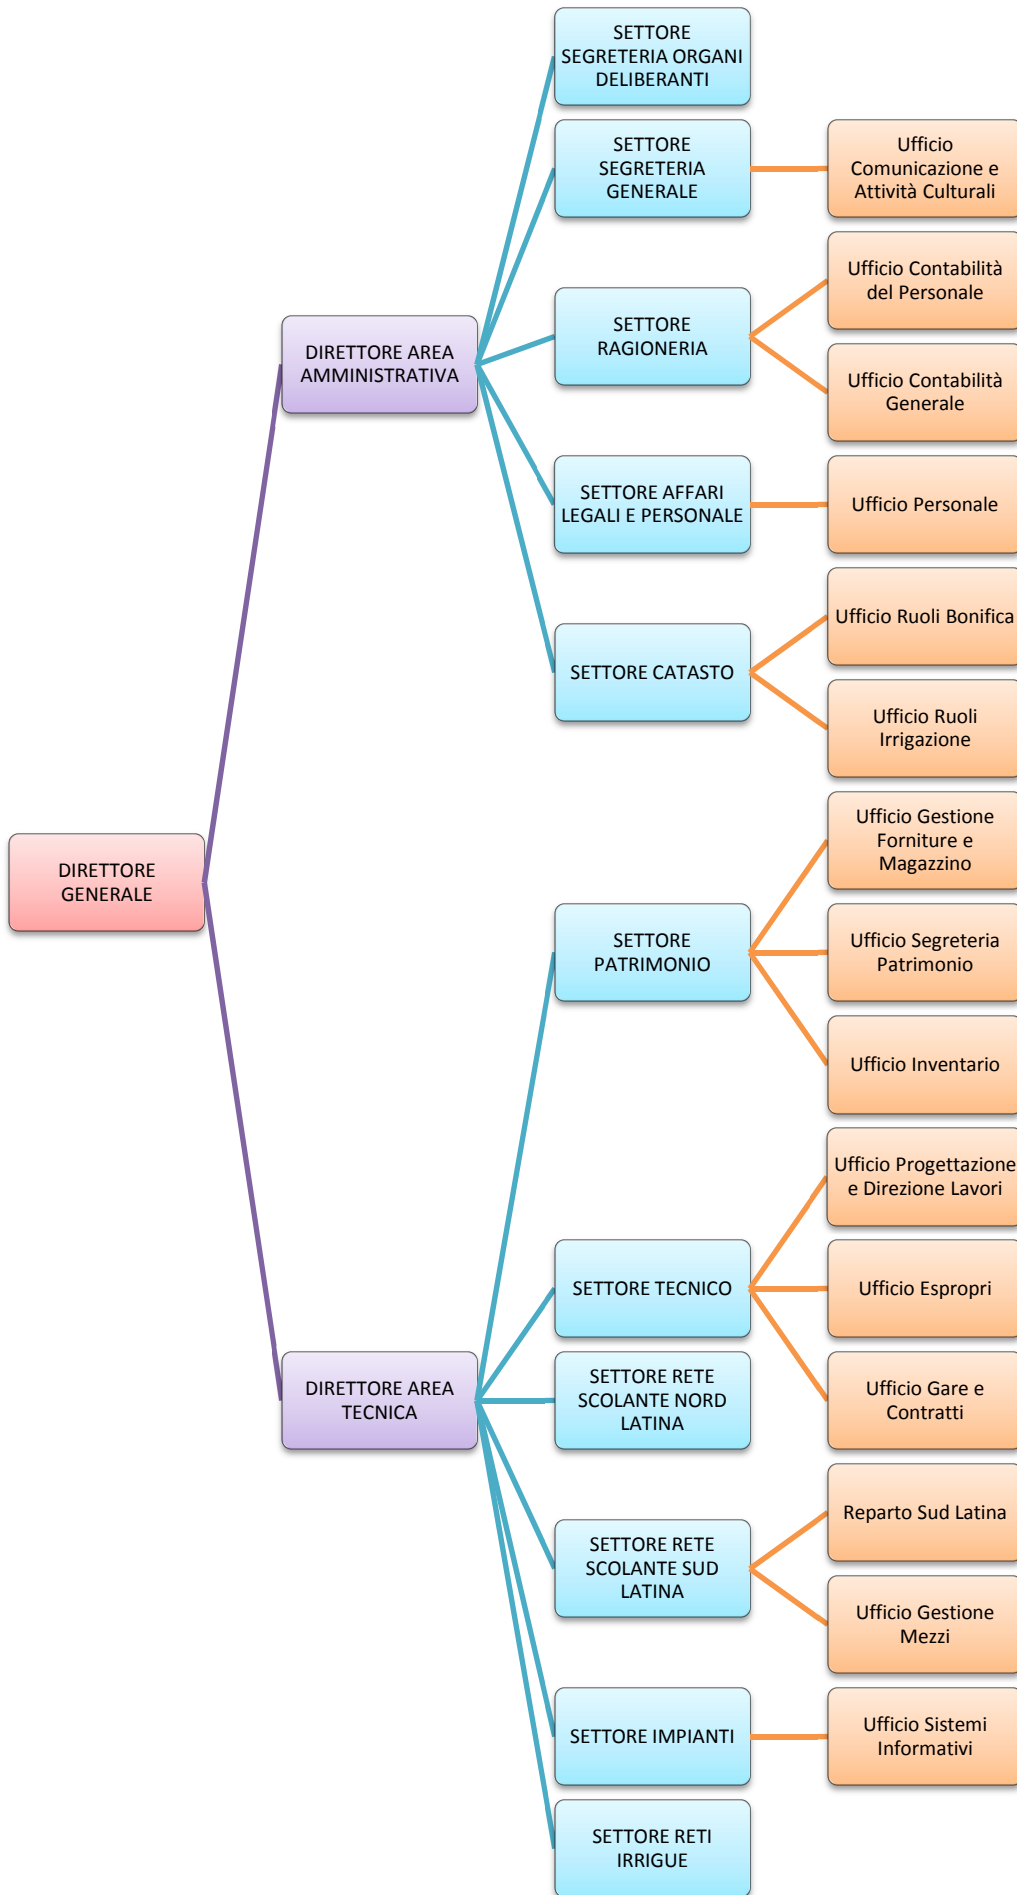 DIRETTORE
GENERALE
DIRETTORE AREA
AMMINISTRATIVA
SETTORE
SEGRETERIA ORGANI
DELIBERANTI
SETTORE
SEGRETERIA
GENERALE
Ufficio
Comunicazione e
Attività Culturali
SETTORE
RAGIONERIA
Ufficio Contabilità
del Personale
Ufficio Contabilità
Generale
SETTORE AFFARI
LEGALI E PERSONALE
Ufficio Personale
SETTORE CATASTO
Ufficio Ruoli Bonifica
Ufficio Ruoli
Irrigazione
DIRETTORE AREA
TECNICA
SETTORE
PATRIMONIO
Ufficio Gestione
Forniture e
Magazzino
Ufficio Segreteria
Patrimonio
Ufficio Inventario
SETTORE TECNICO
Ufficio Progettazione
e Direzione Lavori
Ufficio Espropri
Ufficio Gare e
Contratti
SETTORE RETE
SCOLANTE NORD
LATINA
SETTORE RETE
SCOLANTE SUD
LATINA
Reparto Sud Latina
Ufficio Gestione
Mezzi
SETTORE IMPIANTI
Ufficio Sistemi
Informativi
SETTORE RETI
IRRIGUE